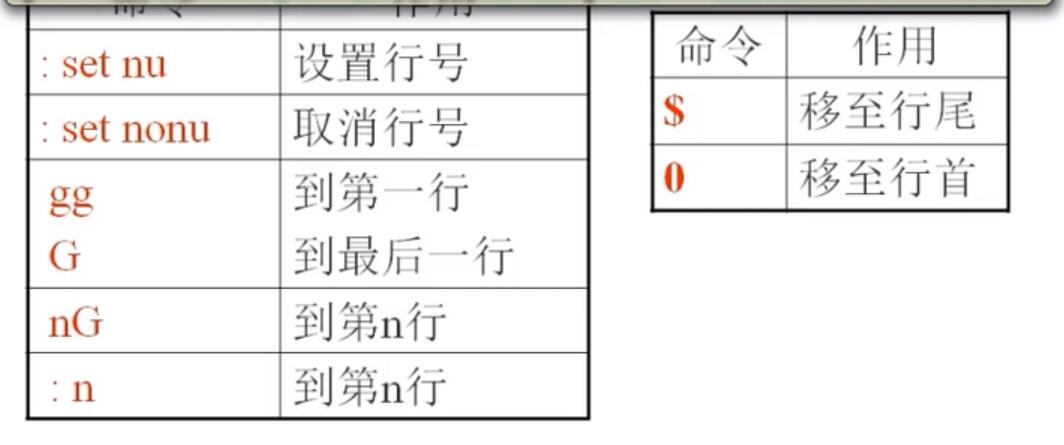 命令 作用
: set nu 设置行号
: set nonu 取消行号
gg 到第一行
G 到最后一行
nG 到第n行
: n 到第n行
命令 作用
$ 移至行尾
0 移至行首